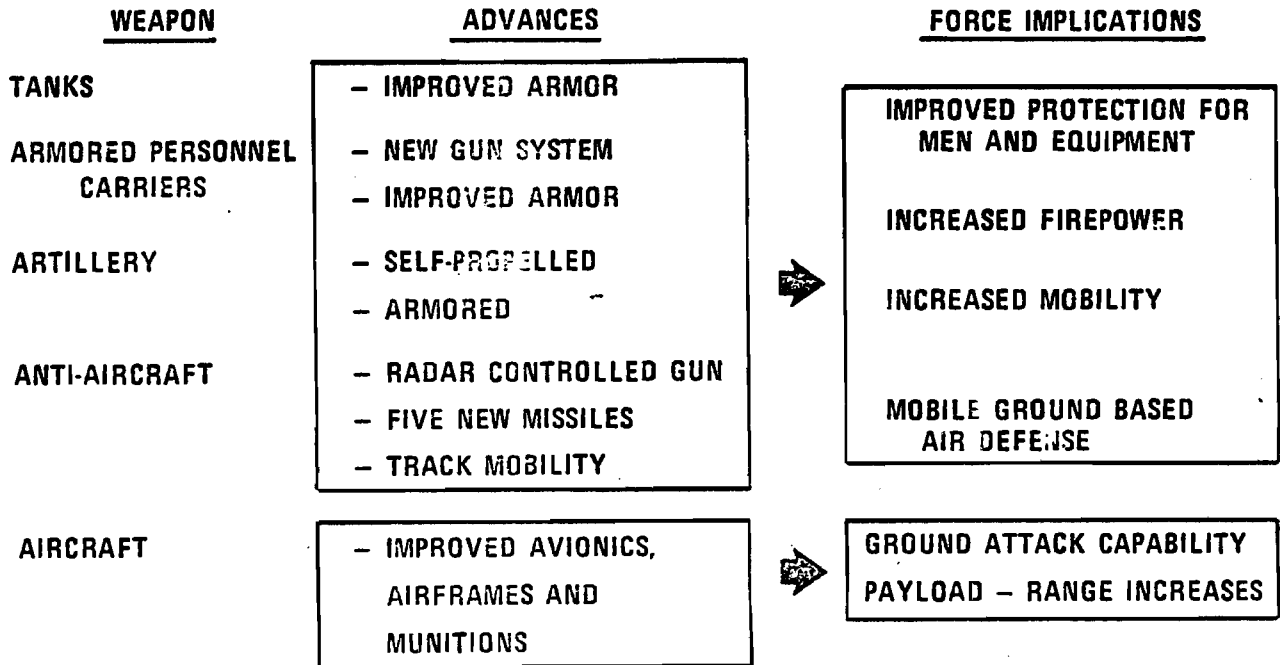 WEAPON ADVANCES FORCE IMPLICATIONS
TANKS
ARMORED PERSONNEL
CARRIERS
ARTILLERY
ANTI-AIRCRAFT
– IMPROVED ARMOR
– NEW GUN SYSTEM
– IMPROVED ARMOR
– SELF-PROPELLED
– ARMORED
– RADAR CONTROLLED GUN
– FIVE NEW MISSILES
– TRACK MOBILITY
IMPROVED PROTECTION FOR
MEN AND EQUIPMENT
INCREASED FIREPOWER
INCREASED MOBILITY
MOBILE GROUND BASED
AIR DEFENSE
AIRCRAFT
– IMPROVED AVIONICS,
AIRFRAMES AND
MUNITIONS
GROUND ATTACK CAPABILITY
PAYLOAD – RANGE INCREASES